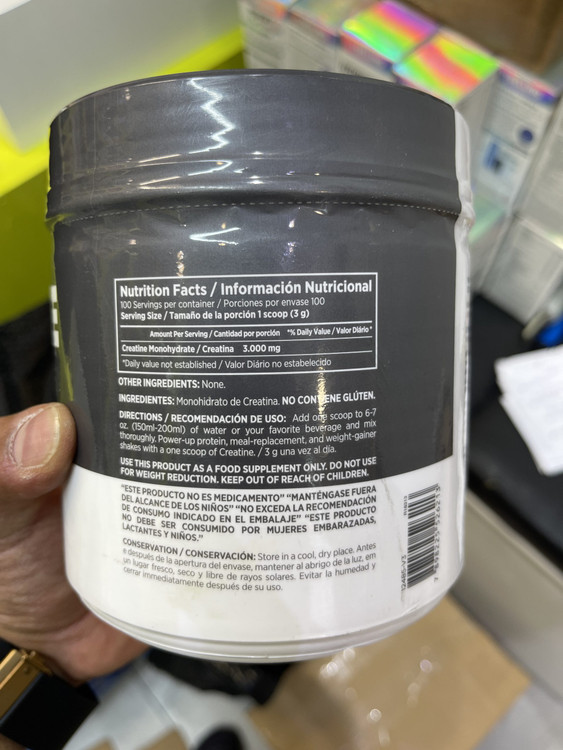 Nutrition Facts / Información Nutricional
100 Servings per container / Porciones por envase 100
Serving Size / Tamaño de la porción 1 scoop (3 g)
Amount Per Serving / Cantidad por porción *% Daily Value / Valor Diário*
Creatine Monohydrate / Creatina 3.000 mg
*Daily value not established / Valor Diário no estabelecido
OTHER INGREDIENTS: None.
INGREDIENTES: Monohidrato de Creatina. NO CONTIENE GLÚTEN.
DIRECTIONS / RECOMENDACIÓN DE USO: Add one scoop to 6-7
oz. (150ml-200ml) of water or your favorite beverage and mix
thoroughly. Power-up protein, meal-replacement, and weight-gainer
shakes with a one scoop of Creatine. / 3 g una vez al día.
USE THIS PRODUCT AS A FOOD SUPPLEMENT ONLY. DO NOT USE
FOR WEIGHT REDUCTION. KEEP OUT OF REACH OF CHILDREN.
"ESTE PRODUCTO NO ES MEDICAMENTO" "MANTÉNGASE FUERA
DEL ALCANCE DE LOS NIÑOS" "NO EXCEDA LA RECOMENDACIÓN
DE CONSUMO INDICADO EN EL EMBALAJE" "ESTE PRODUCTO
NO DEBE SER CONSUMIDO POR MUJERES EMBARAZADAS,
LACTANTES Y NIÑOS."
CONSERVATION / CONSERVACIÓN: Store in a cool, dry place. Antes
e después de la apertura del envase, mantener al abrigo de la luz, em
un lugar fresco, seco y libre de rayos solares. Evitar la humedad y
cerrar immediatamente después de su uso.